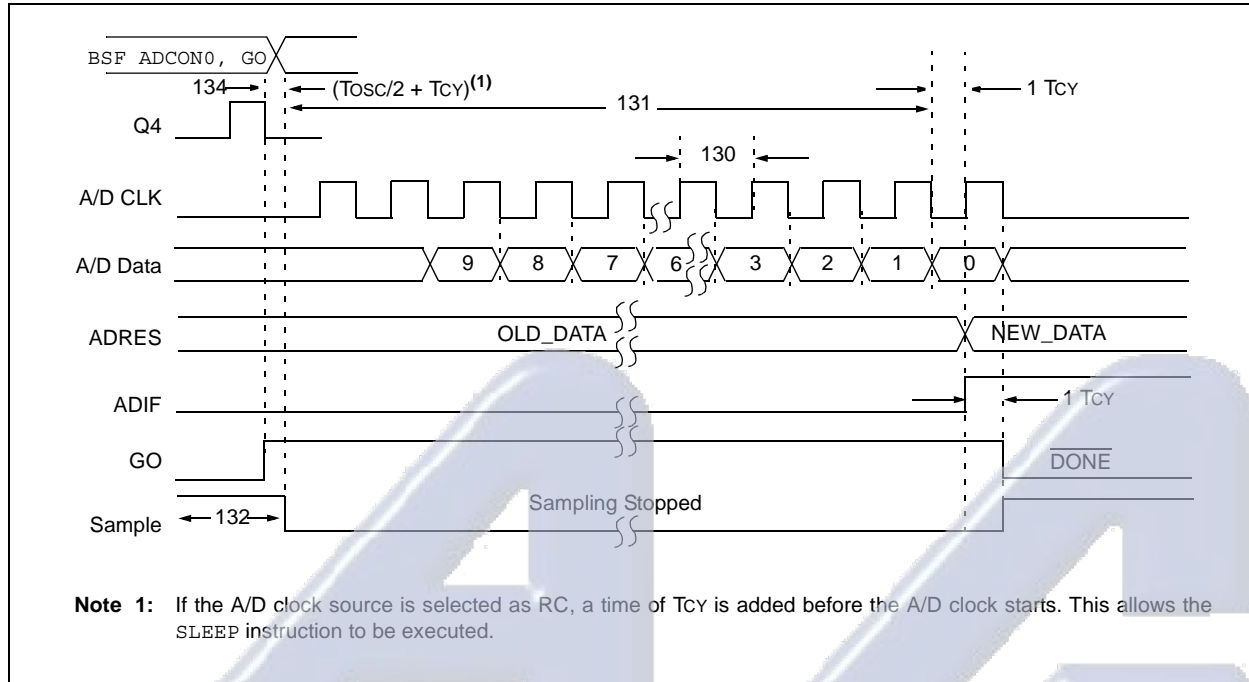 BSF ADCON0, GO
134
(TOSC/2 + TCY)(1)
131
1 TCY
Q4
130
A/D CLK
A/D Data
9 8 7 6 3 2 1 0
ADRES
OLD_DATA
NEW_DATA
ADIF
1 TCY
GO
DONE
Sampling Stopped
Sample
132
Note 1: If the A/D clock source is selected as RC, a time of TCY is added before the A/D clock starts. This allows the
SLEEP instruction to be executed.